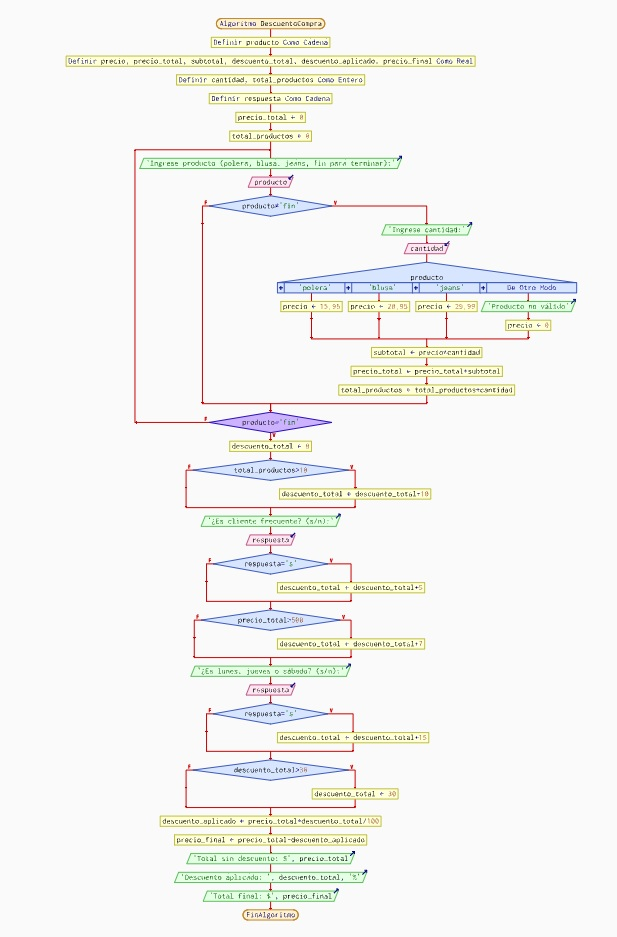 Algoritmo DescuentoCompra
Definir producto Como Cadena
Definir precio, precio_total, subtotal, descuento_total, descuento_aplicado, precio_final Como Real
Definir cantidad, total_productos Como Entero
Definir respuesta Como Cadena
precio_total ← 0
total_productos ← 0
'Ingrese producto (polera, blusa, jeans, fin para terminar):'
producto
F producto≠'fin' V
'Ingrese cantidad:'
cantidad
producto
'polera' 'blusa' 'jeans' De Otro Modo
precio ← 15,95 precio ← 20,95 precio ← 25,99 'Producto no válido'
precio ← 0
subtotal ← precio*cantidad
precio_total ← precio_total+subtotal
total_productos ← total_productos+cantidad
F producto='fin'
V
descuento_total ← 0
F total_productos>10 V
descuento_total ← descuento_total+10
'¿Es cliente frecuente? (s/n):'
respuesta
F respuesta='s' V
descuento_total ← descuento_total+5
F precio_total>500 V
descuento_total ← descuento_total+7
'¿Es lunes, jueves o sábado? (s/n):'
respuesta
F respuesta='s' V
descuento_total ← descuento_total+15
F descuento_total>30 V
descuento_total ← 30
descuento_aplicado ← precio_total*descuento_total/100
precio_final ← precio_total-descuento_aplicado
'Total sin descuento: $', precio_total
'Descuento aplicado: ', descuento_total, '%'
'Total final: $', precio_final
FinAlgoritmo